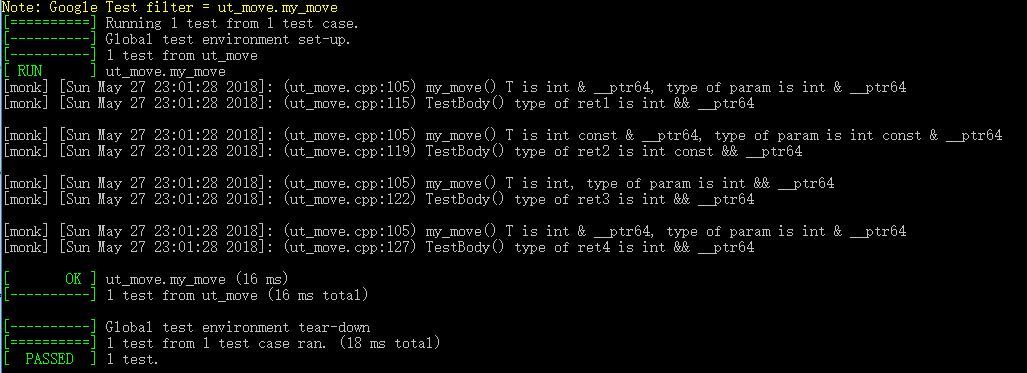 Note: Google Test filter = ut_move.my_move
[==========] Running 1 test from 1 test case.
[----------] Global test environment set-up.
[----------] 1 test from ut_move
[ RUN      ] ut_move.my_move
[monk] [Sun May 27 23:01:28 2018]: (ut_move.cpp:105) my_move() T is int & __ptr64, type of param is int & __ptr64
[monk] [Sun May 27 23:01:28 2018]: (ut_move.cpp:115) TestBody() type of ret1 is int && __ptr64
[monk] [Sun May 27 23:01:28 2018]: (ut_move.cpp:105) my_move() T is int const & __ptr64, type of param is int const & __ptr64
[monk] [Sun May 27 23:01:28 2018]: (ut_move.cpp:119) TestBody() type of ret2 is int const && __ptr64
[monk] [Sun May 27 23:01:28 2018]: (ut_move.cpp:105) my_move() T is int, type of param is int && __ptr64
[monk] [Sun May 27 23:01:28 2018]: (ut_move.cpp:122) TestBody() type of ret3 is int && __ptr64
[monk] [Sun May 27 23:01:28 2018]: (ut_move.cpp:105) my_move() T is int & __ptr64, type of param is int & __ptr64
[monk] [Sun May 27 23:01:28 2018]: (ut_move.cpp:127) TestBody() type of ret4 is int && __ptr64
[       OK ] ut_move.my_move (16 ms)
[----------] 1 test from ut_move (16 ms total)
[----------] Global test environment tear-down
[==========] 1 test from 1 test case ran. (18 ms total)
[  PASSED  ] 1 test.